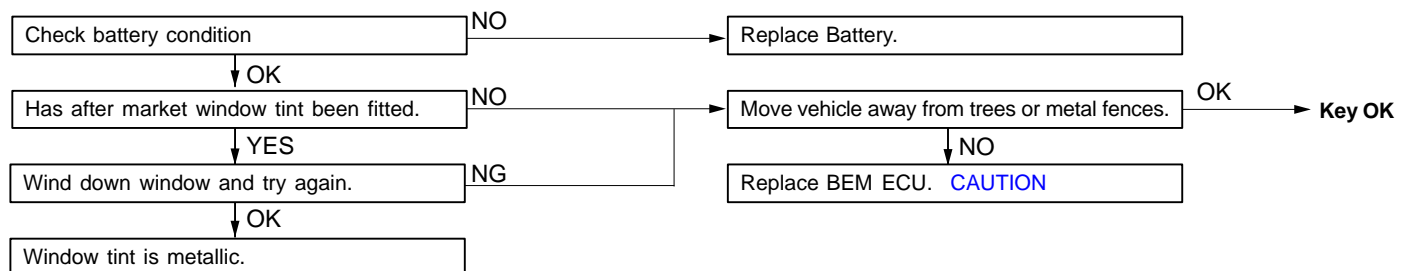 Check battery condition
NO
Replace Battery.
OK
Has after market window tint been fitted.
NO
Move vehicle away from trees or metal fences.
OK
Key OK
YES
NO
Wind down window and try again.
NG
Replace BEM ECU. CAUTION
OK
Window tint is metallic.